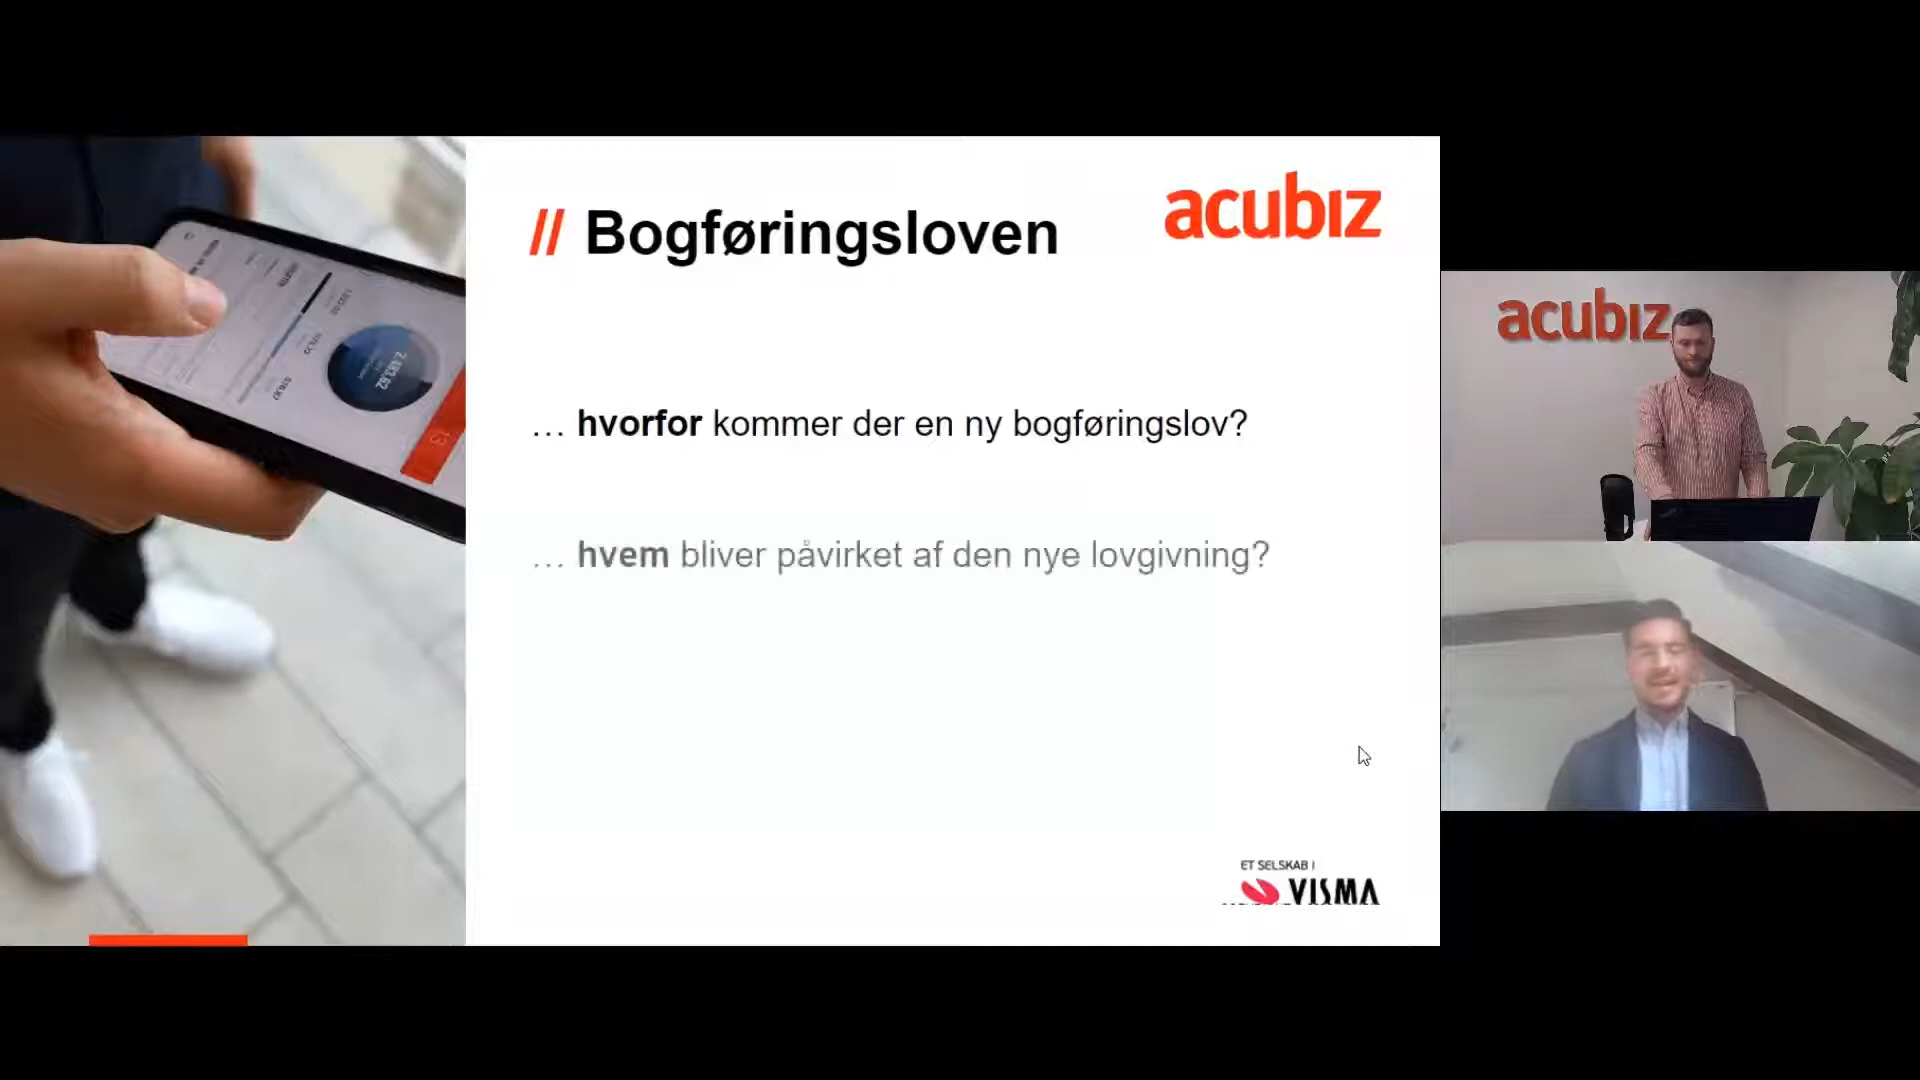 // Bogføringsloven
acubiz
… hvorfor kommer der en ny bogføringslov?
… hvem bliver påvirket af den nye lovgivning?
ET SELSKAB I
VISMA
acubiz